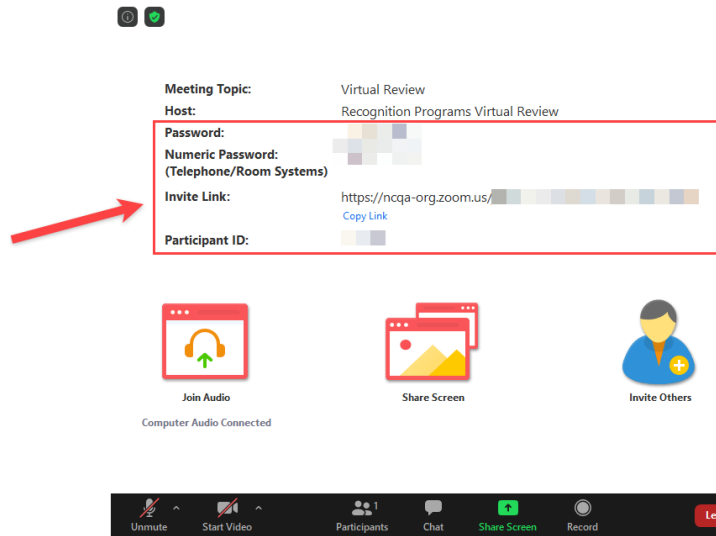 Meeting Topic: Virtual Review
Host: Recognition Programs Virtual Review
Password:
Numeric Password:
(Telephone/Room Systems)
Invite Link: https://ncqa-org.zoom.us/
Copy Link
Participant ID:
Join Audio Share Screen Invite Others
Computer Audio Connected
1
Unmute Start Video Participants Chat Share Screen Record Le